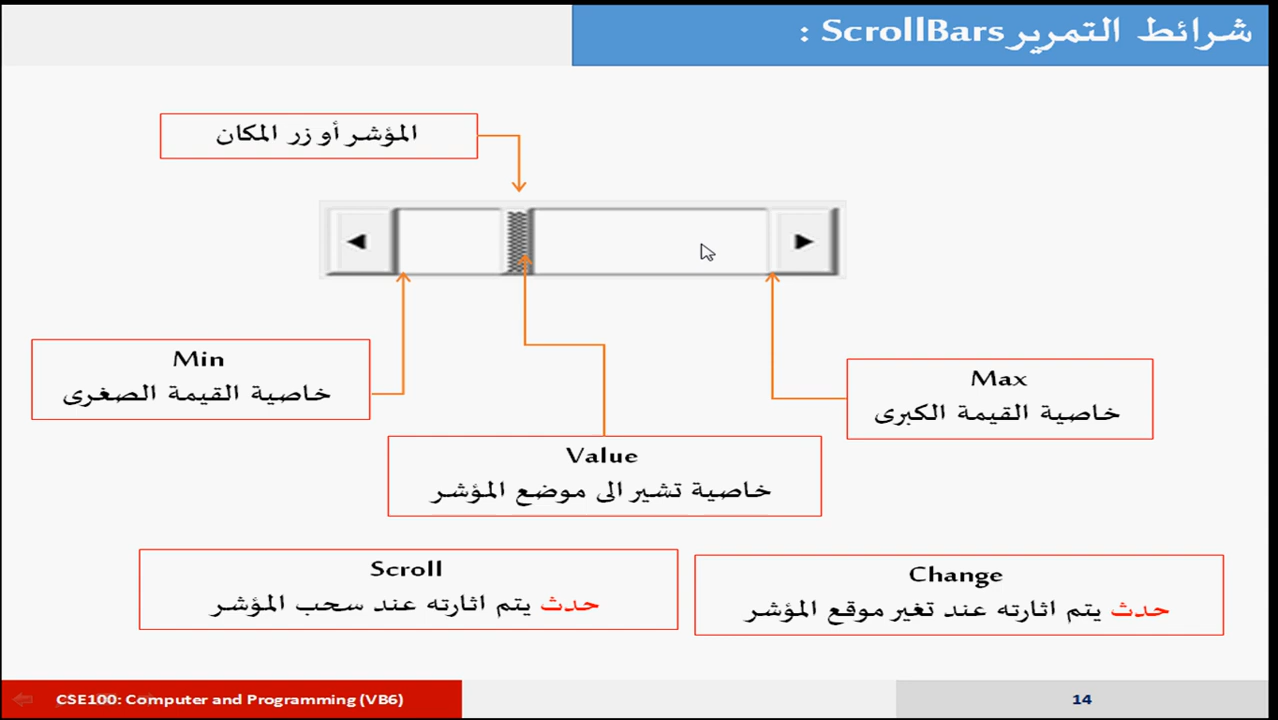 شرائط التمرير ScrollBars :
المؤشر أو زر المكان
Min
خاصية القيمة الصغرى
Max
خاصية القيمة الكبرى
Value
خاصية تشير الى موضع المؤشر
Scroll
حدث يتم اثارته عند سحب المؤشر
Change
حدث يتم اثارته عند تغير موقع المؤشر
CSE100: Computer and Programming (VB6)
14